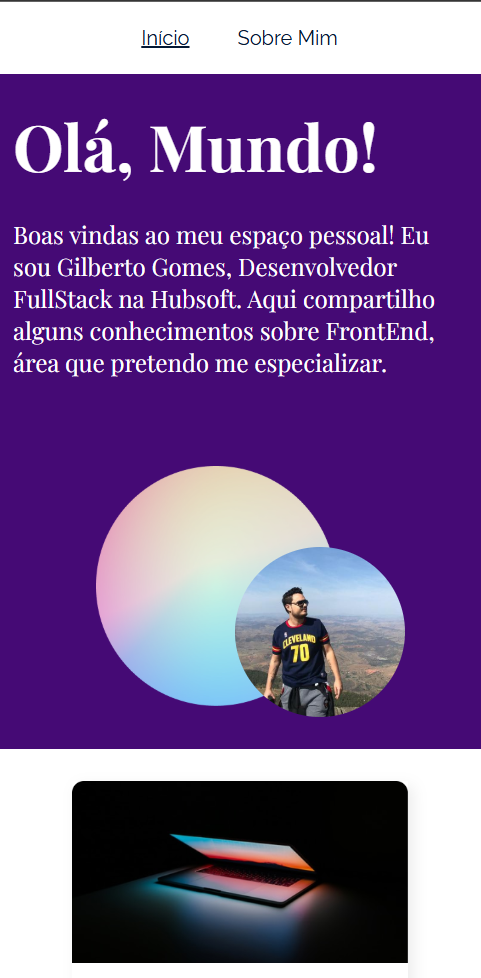 Início Sobre Mim
Olá, Mundo!
Boas vindas ao meu espaço pessoal! Eu
sou Gilberto Gomes, Desenvolvedor
FullStack na Hubsoft. Aqui compartilho
alguns conhecimentos sobre FrontEnd,
área que pretendo me especializar.
CLEVELAND
70